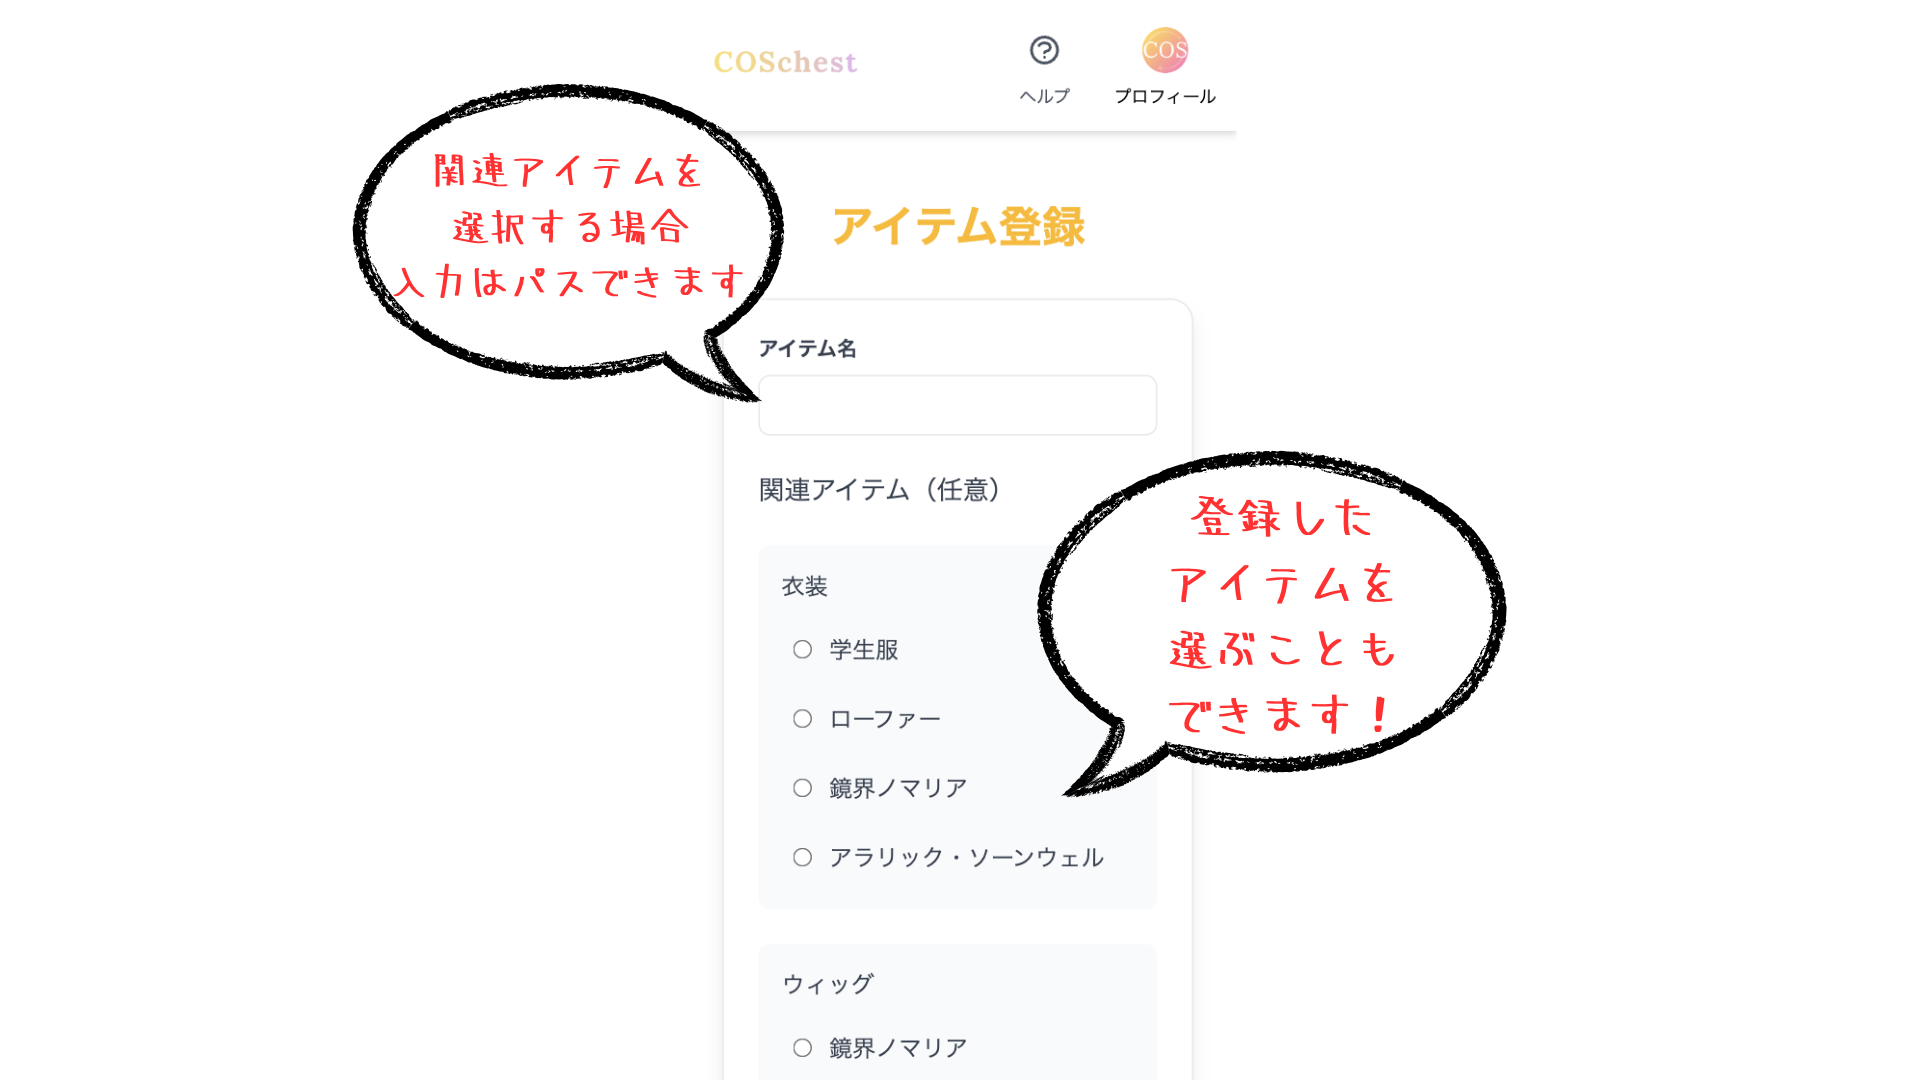 COSchest
COS
ヘルプ
プロフィール
関連アイテムを
選択する場合
入力はパスできます
アイテム登録
アイテム名
関連アイテム（任意）
登録した
アイテムを
選ぶことも
できます！
衣装
学生服
ローファー
鏡界ノマリア
アラリック・ソーンウェル
ウィッグ
鏡界ノマリア